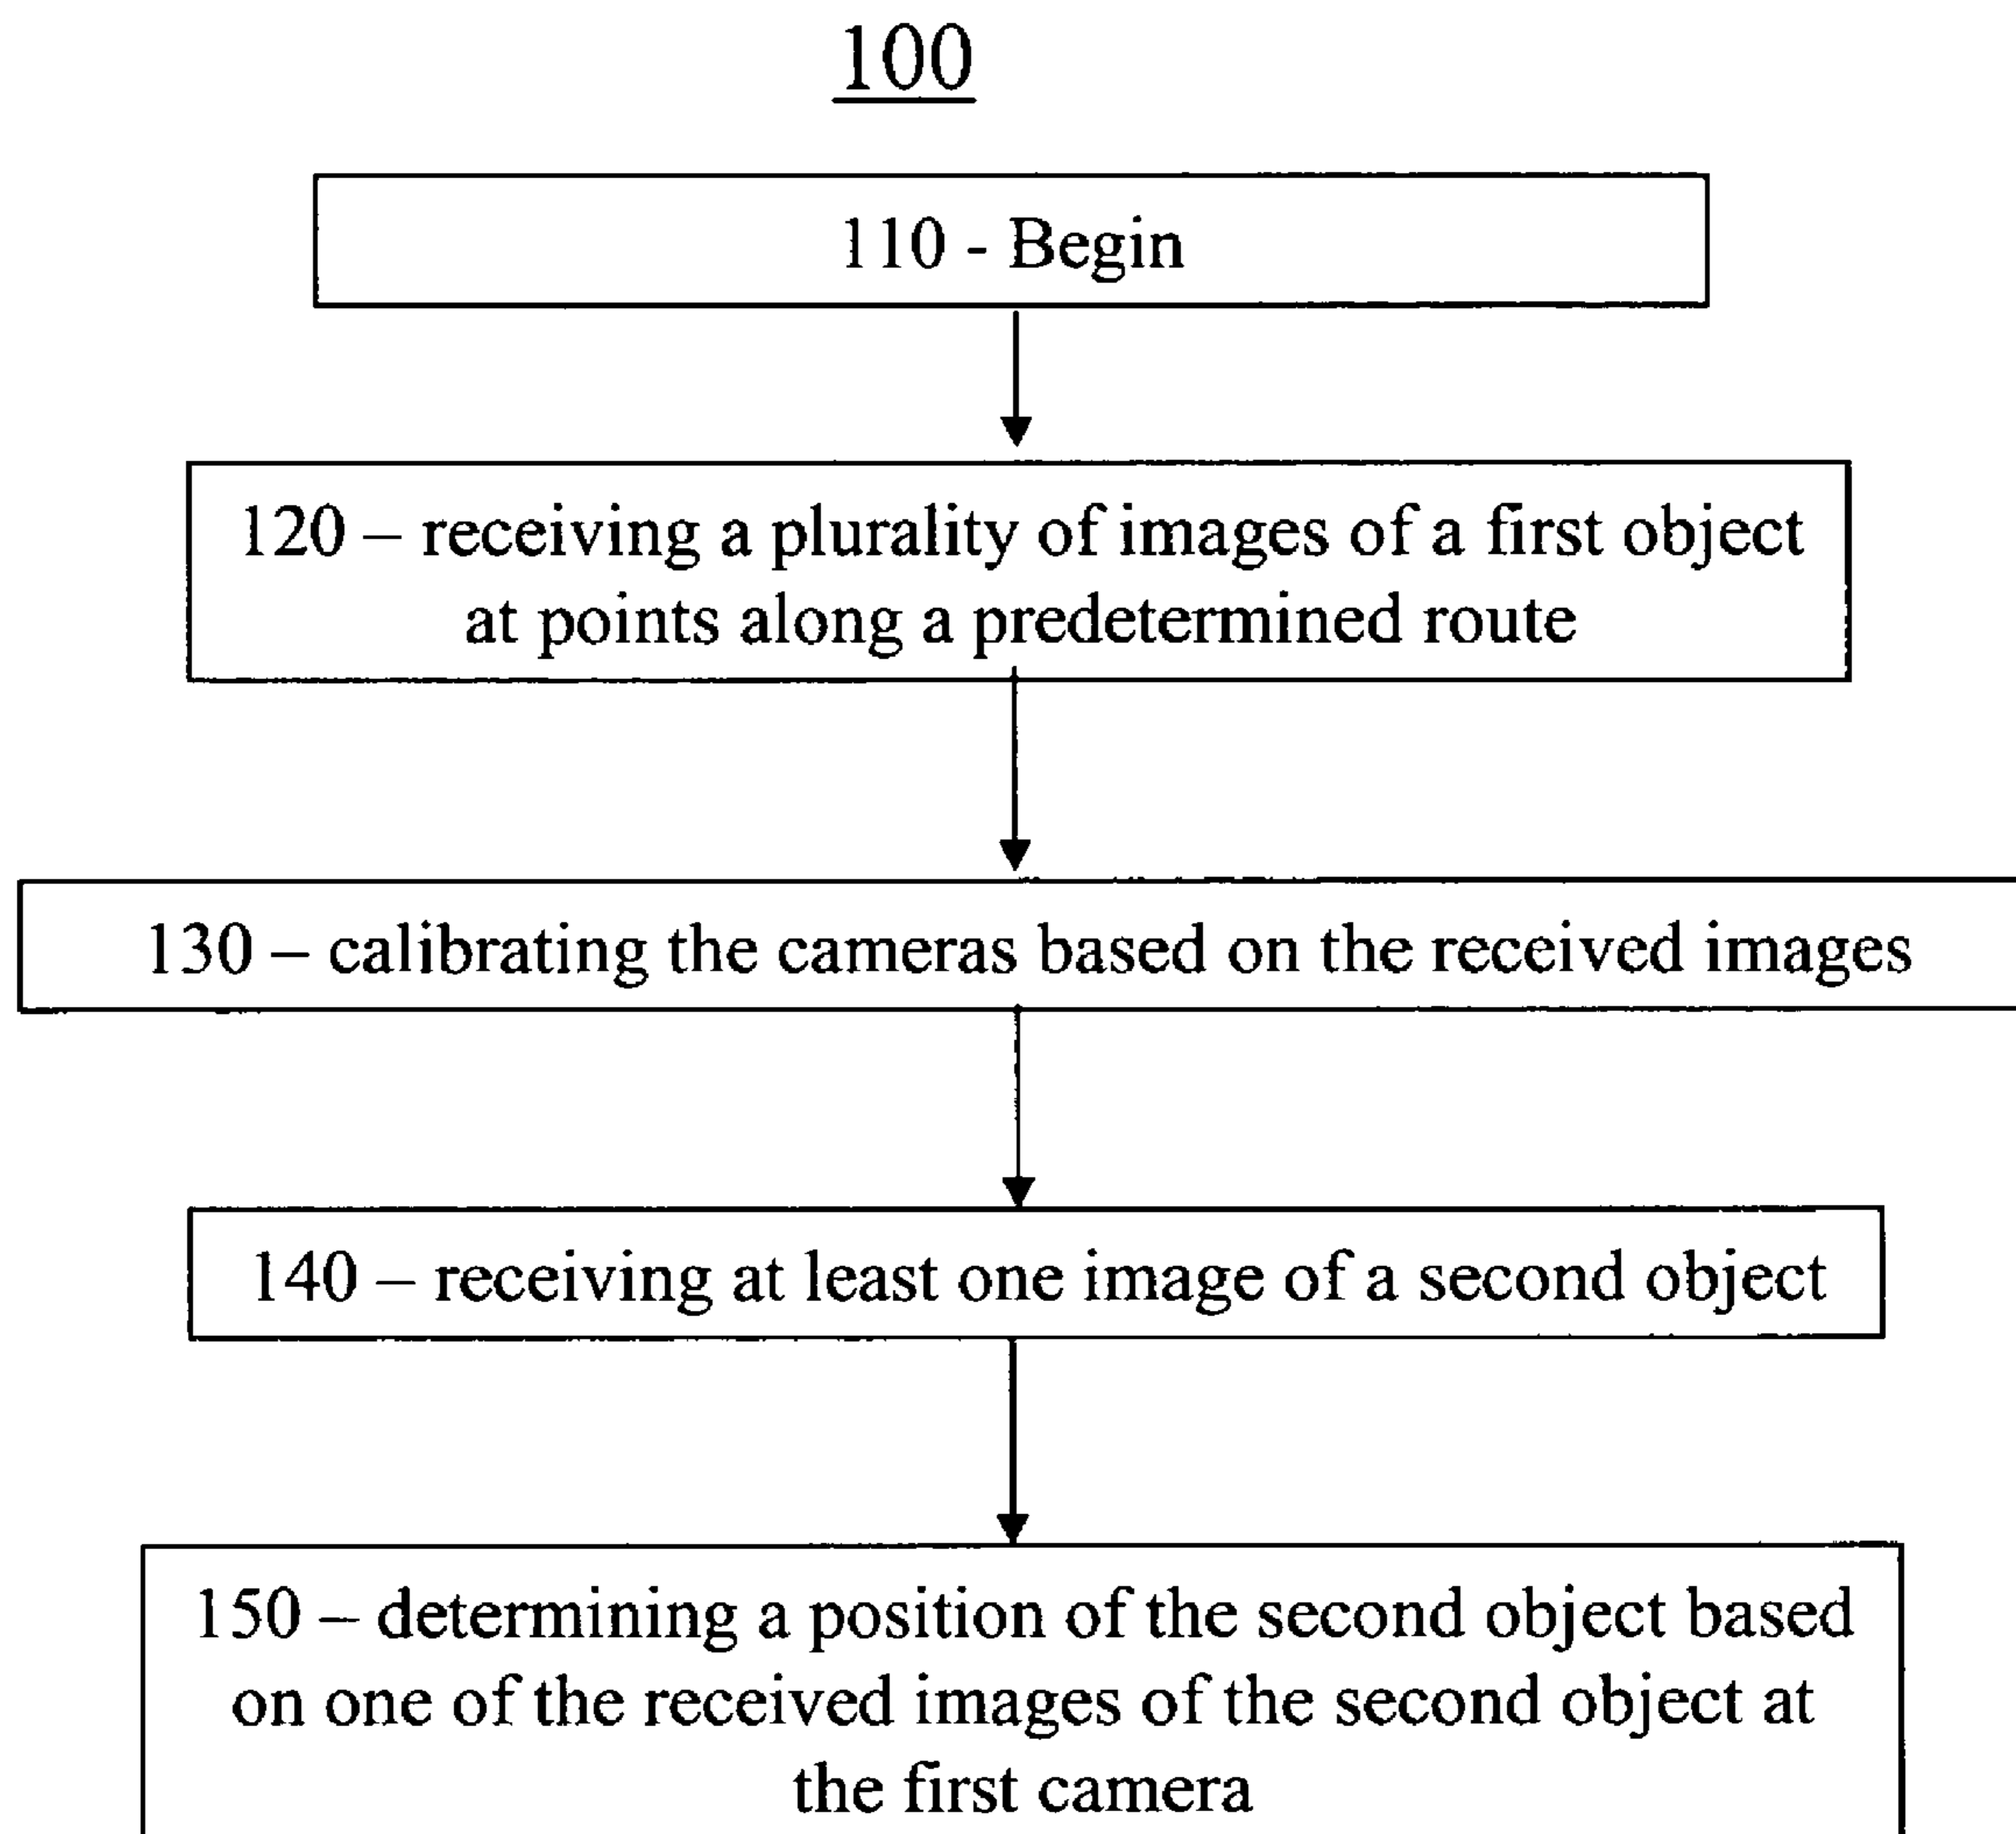 100
110 - Begin
120 – receiving a plurality of images of a first object
at points along a predetermined route
130 – calibrating the cameras based on the received images
140 – receiving at least one image of a second object
150 – determining a position of the second object based
on one of the received images of the second object at
the first camera